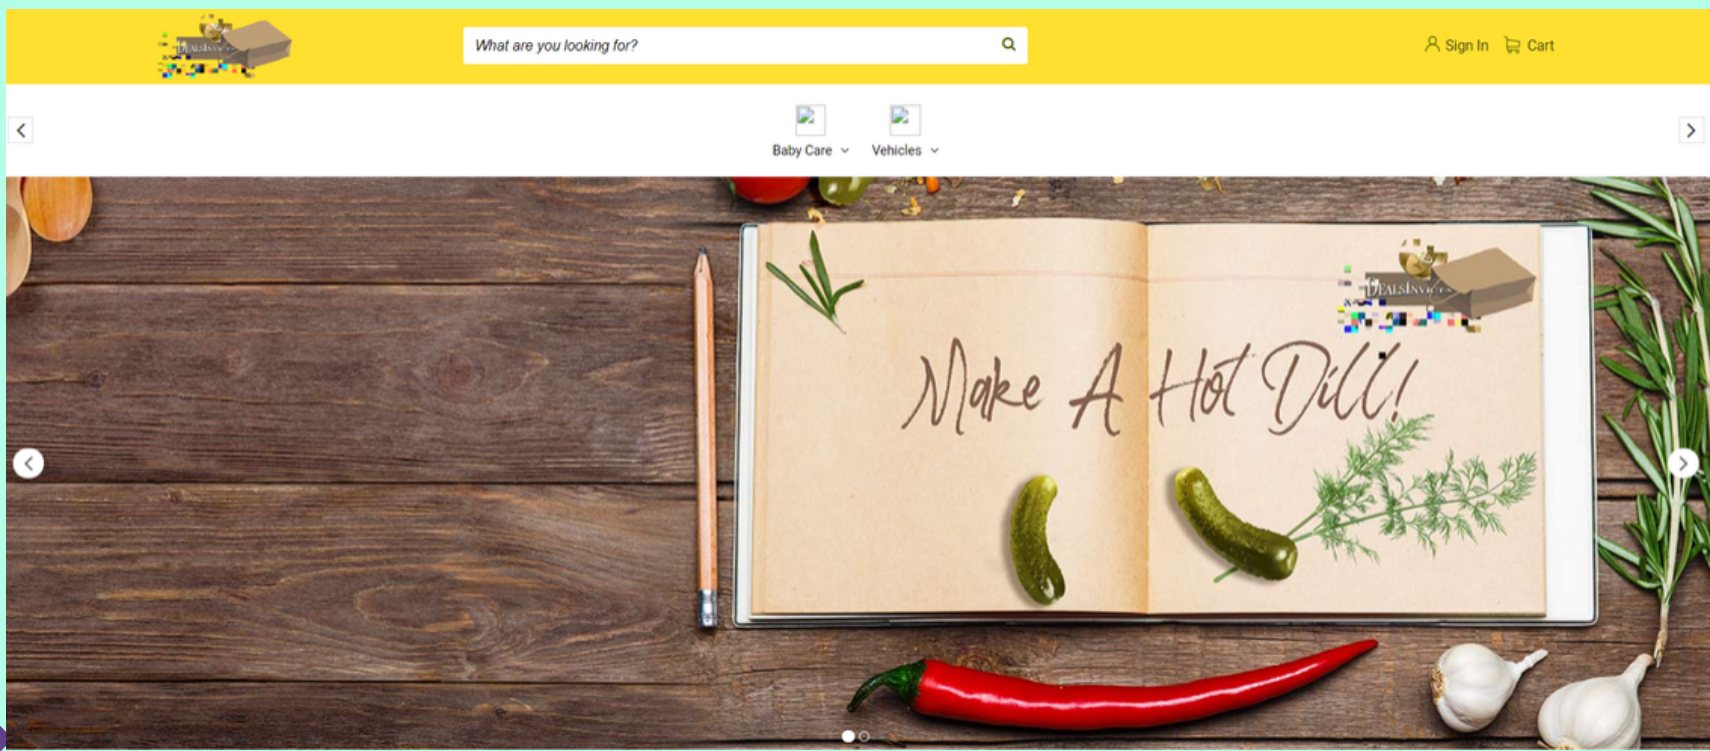 What are you looking for?
Sign In
Cart
Baby Care
Vehicles
Make A Hot Dill!